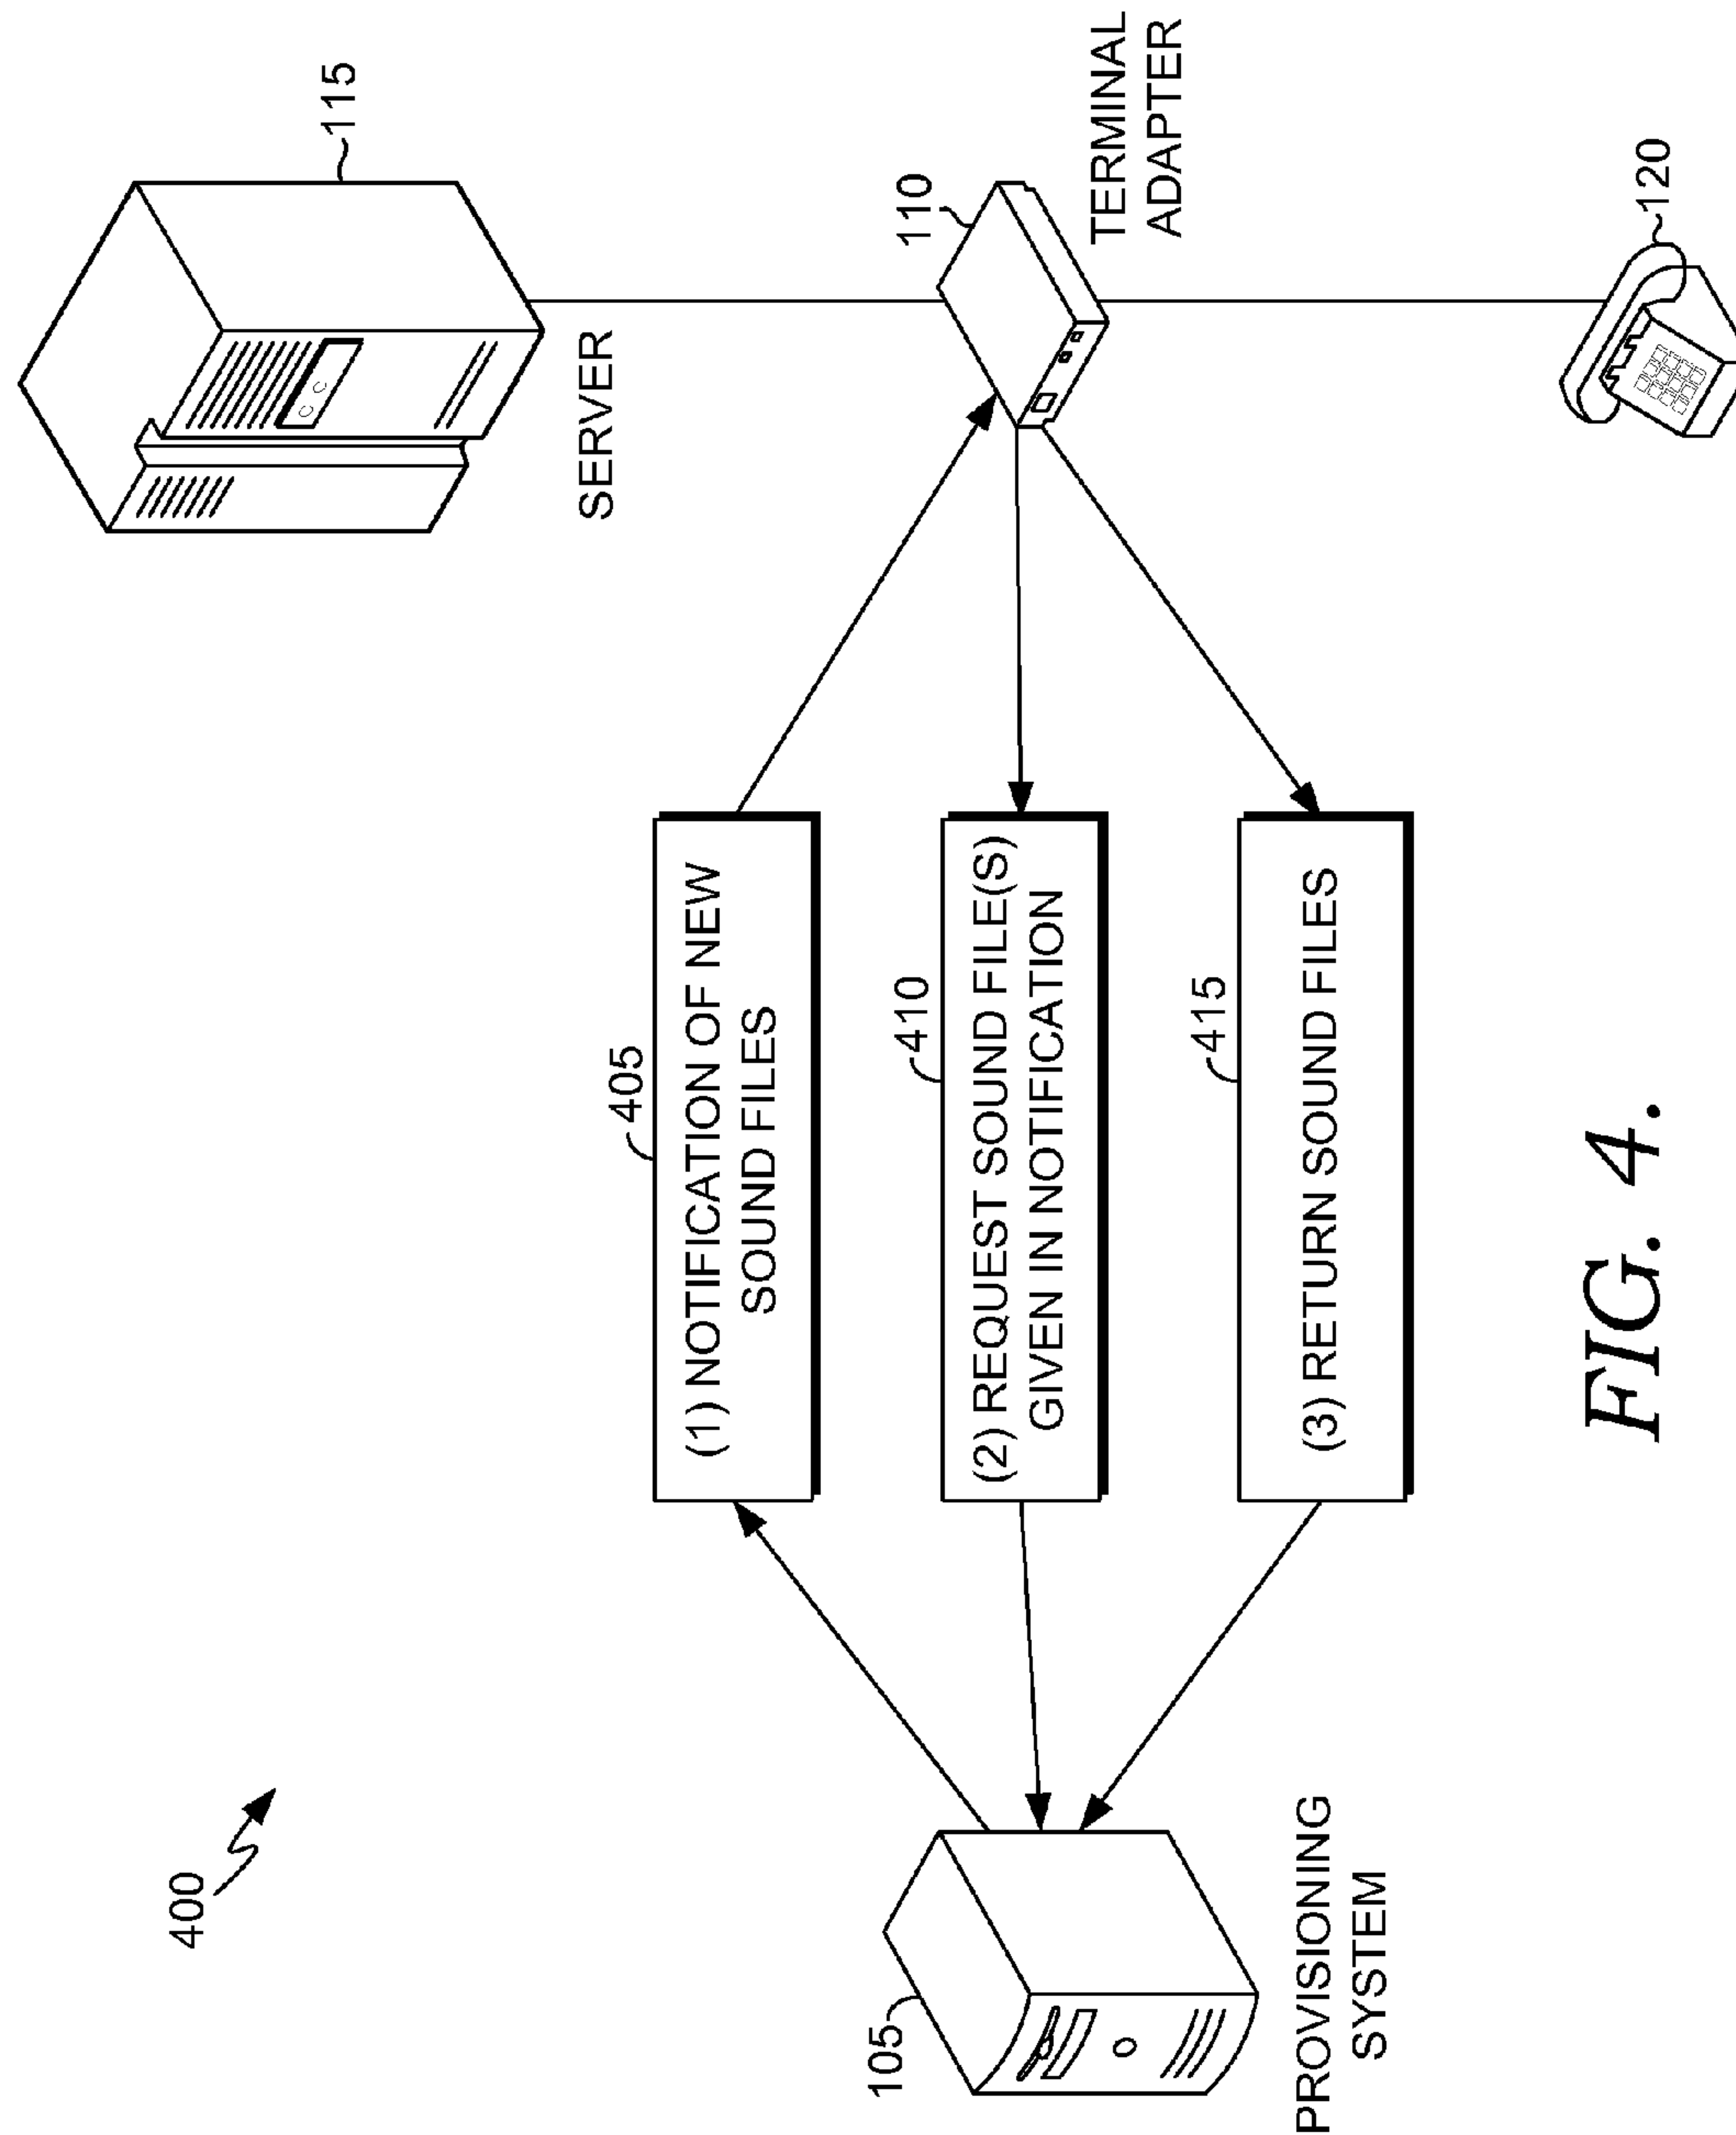 400
115
SERVER
405
(1) NOTIFICATION OF NEW
SOUND FILES
105
PROVISIONING
SYSTEM
410
(2) REQUEST SOUND FILE(S)
GIVEN IN NOTIFICATION
110
TERMINAL
ADAPTER
415
(3) RETURN SOUND FILES
120
FIG. 4.